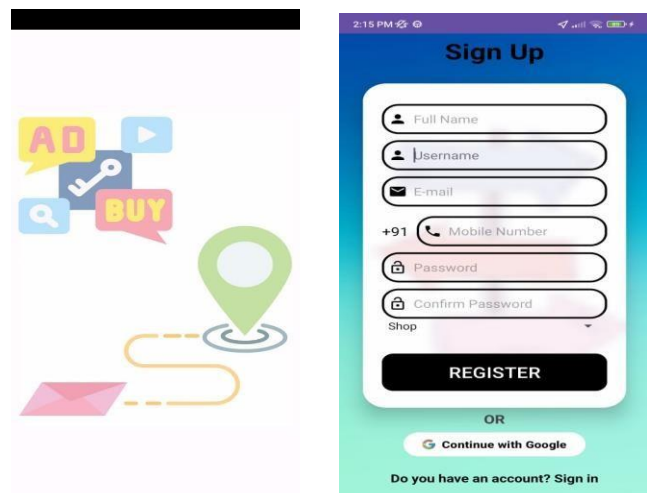 AD
BUY
2:15 PM
Sign Up
Full Name
Username
E-mail
+91 Mobile Number
Password
Confirm Password
Shop
REGISTER
OR
Continue with Google
Do you have an account? Sign in